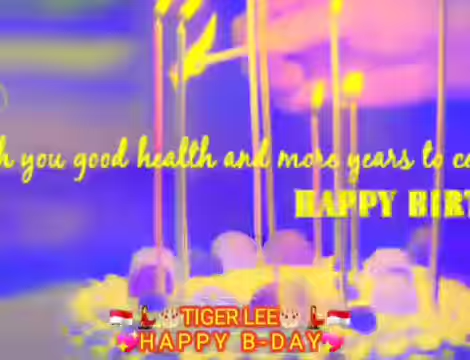 you good health and more years to
HAPPY
🇮🇩💃🎂TIGER LEE🎂💃🇮🇩
💖HAPPY B-DAY💖